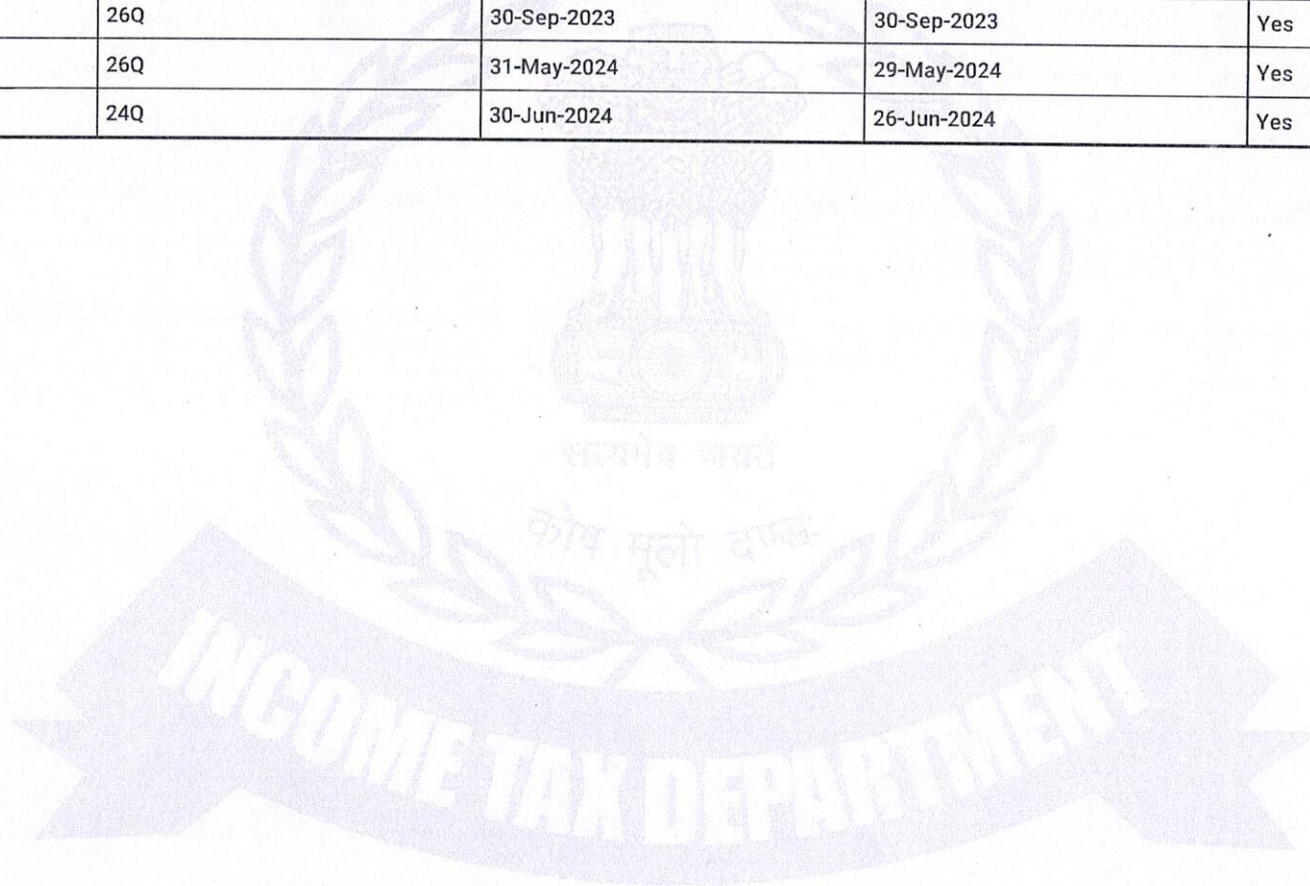 26Q 30-Sep-2023 30-Sep-2023 Yes
26Q 31-May-2024 29-May-2024 Yes
24Q 30-Jun-2024 26-Jun-2024 Yes
सत्यमेव जयते
कोष मूलो दण्डः
INCOME TAX DEPARTMENT